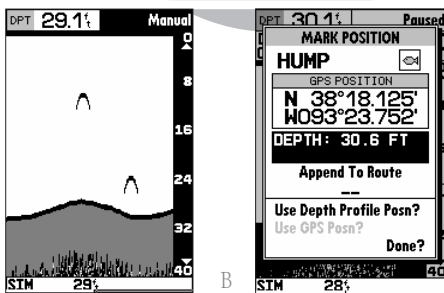 DPT 29.1ft Manual
0
8
16
24
32
40
SIM 29ft
B
DPT 30.1ft Paused
MARK POSITION
HUMP
GPS POSITION
N 38°18.125'
W093°23.752'
DEPTH: 30.6 FT
Append To Route
__
Use Depth Profile Posn?
Use GPS Posn?
Done?
40
SIM 28ft